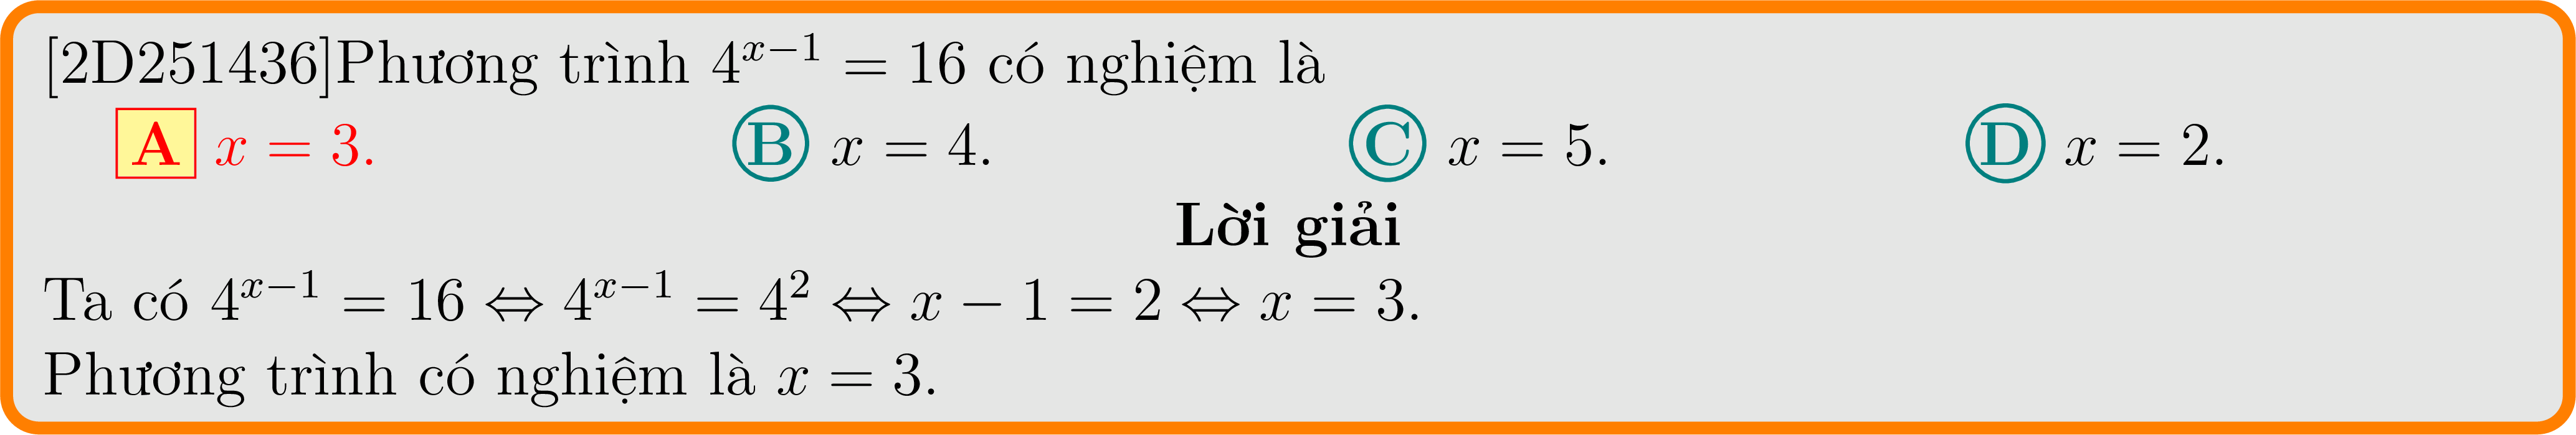 [2D251436]Phương trình $4^{x-1} = 16$ có nghiệm là
A $x = 3$. B $x = 4$. C $x = 5$. D $x = 2$.
Lời giải
Ta có $4^{x-1} = 16 \Leftrightarrow 4^{x-1} = 4^2 \Leftrightarrow x - 1 = 2 \Leftrightarrow x = 3$.
Phương trình có nghiệm là $x = 3$.